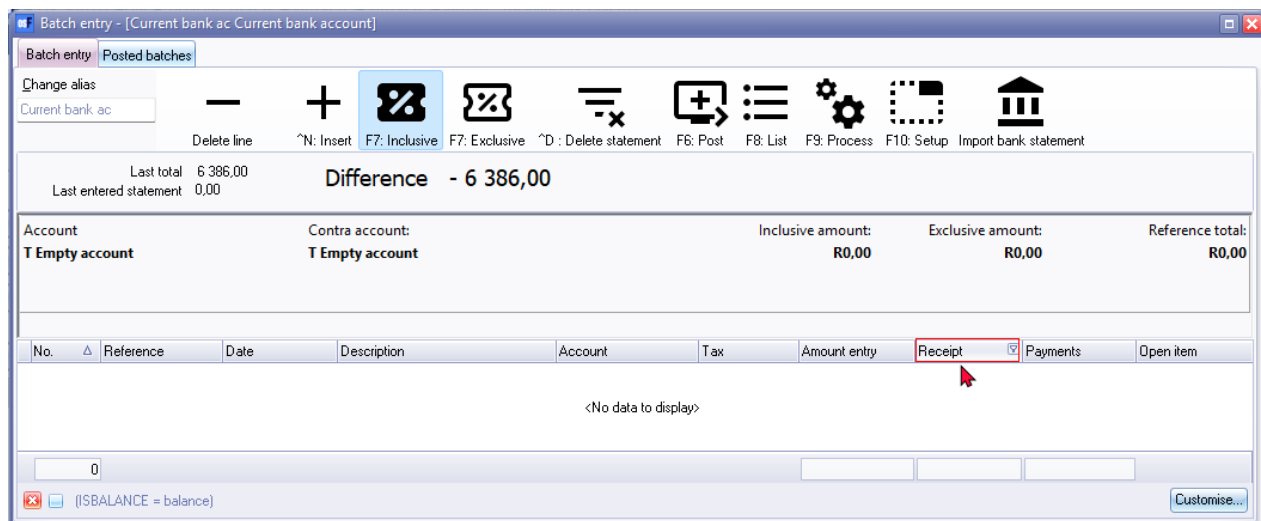 Batch entry - [Current bank ac Current bank account]
Batch entry Posted batches
Change alias
Current bank ac
Delete line ^N: Insert F7: Inclusive F7: Exclusive ^D : Delete statement F6: Post F8: List F9: Process F10: Setup Import bank statement
Last total 6 386,00
Last entered statement 0,00
Difference - 6 386,00
Account Contra account: Inclusive amount: Exclusive amount: Reference total:
T Empty account T Empty account R0,00 R0,00 R0,00
No. Reference Date Description Account Tax Amount entry Receipt Payments Open item
<No data to display>
0
(ISBALANCE = balance) Customise...